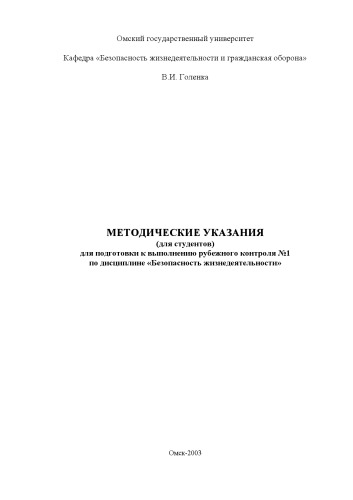 Омский государственный университет
Кафедра «Безопасность жизнедеятельности и гражданская оборона»
В.И. Голенка
МЕТОДИЧЕСКИЕ УКАЗАНИЯ
(для студентов)
для подготовки к выполнению рубежного контроля №1
по дисциплине «Безопасность жизнедеятельности»
Омск-2003